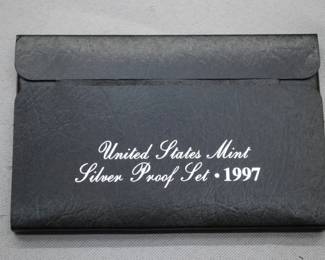 United States Mint
Silver Proof Set • 1997